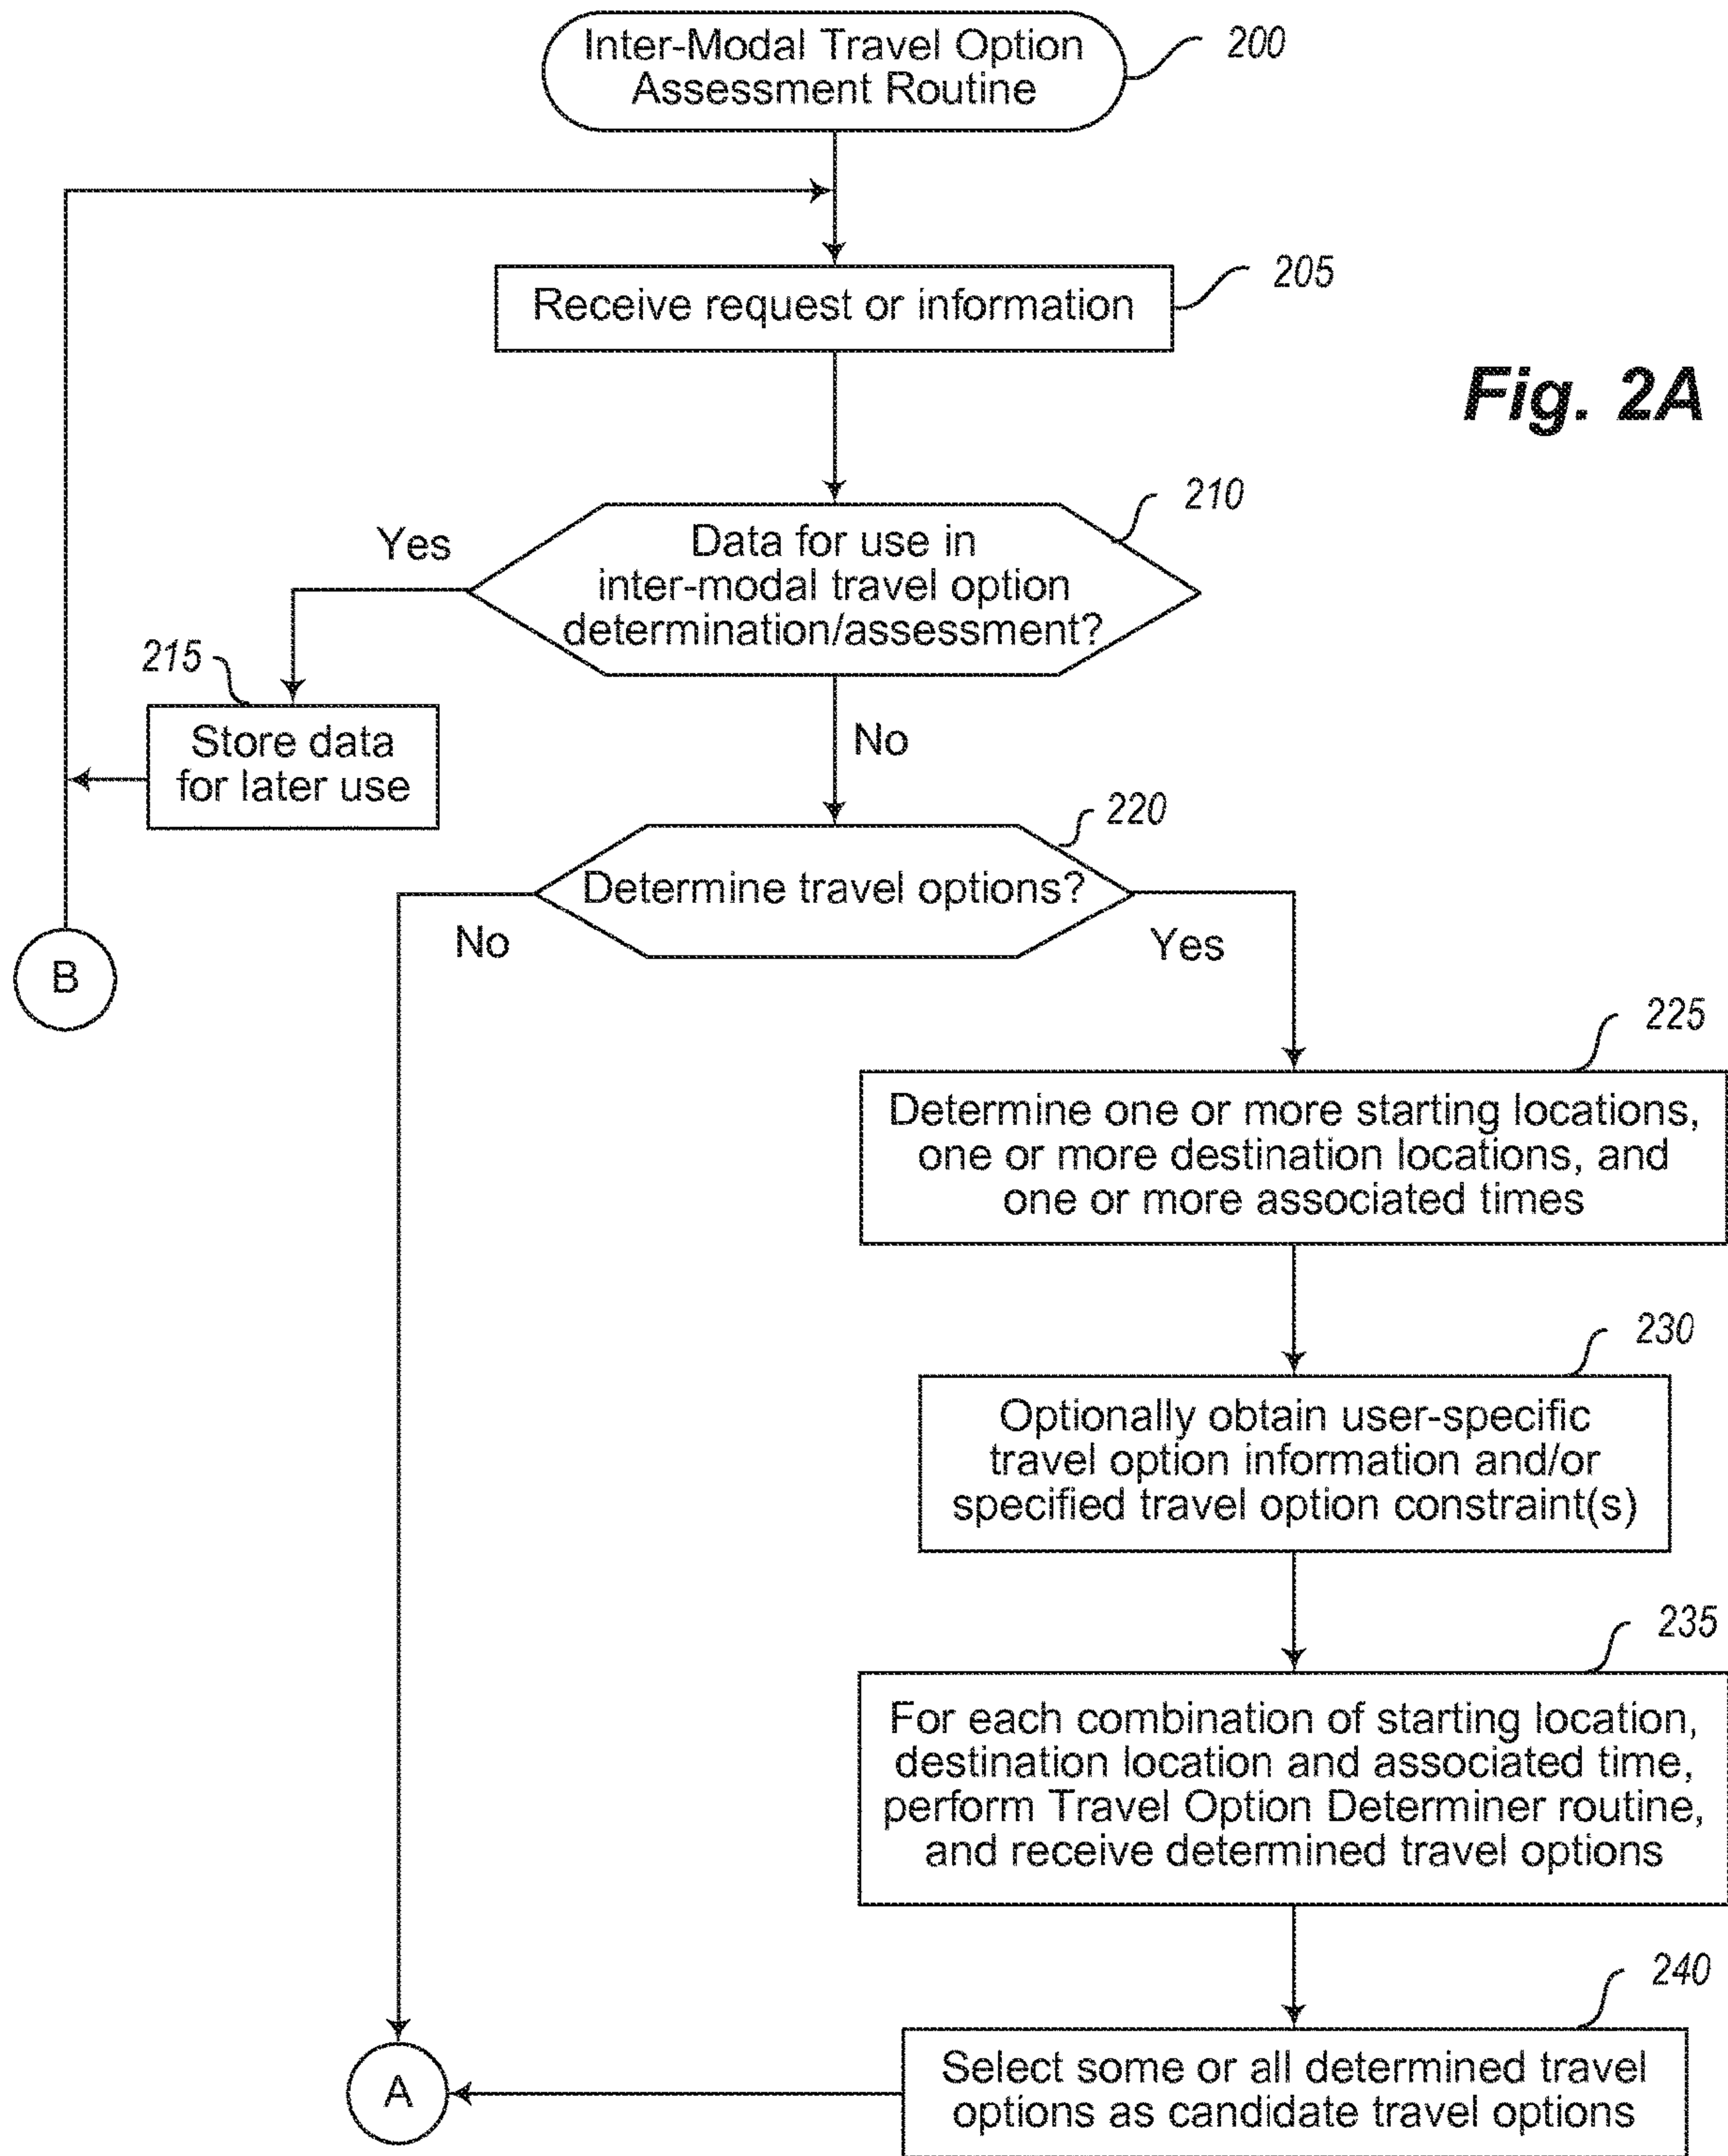 Inter-Modal Travel Option
Assessment Routine
200
Receive request or information
205
Fig. 2A
Data for use in
inter-modal travel option
determination/assessment?
210
Yes
No
215
Store data
for later use
Determine travel options?
220
No
Yes
B
225
Determine one or more starting locations,
one or more destination locations, and
one or more associated times
230
Optionally obtain user-specific
travel option information and/or
specified travel option constraint(s)
235
For each combination of starting location,
destination location and associated time,
perform Travel Option Determiner routine,
and receive determined travel options
240
Select some or all determined travel
options as candidate travel options
A